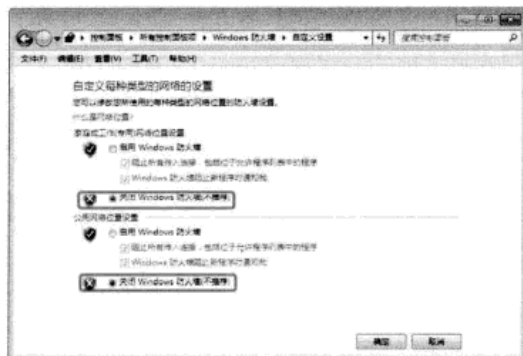 控制面板 ▸ 所有控制面板项 ▸ Windows 防火墙 ▸ 自定义设置
搜索控制面板
文件(F) 编辑(E) 查看(V) 工具(T) 帮助(H)
自定义每种类型的网络的设置
您可以修改您所使用的每种类型的网络位置的防火墙设置。
什么是网络位置?
家庭或工作(专用)网络位置设置
启用 Windows 防火墙
阻止所有传入连接，包括位于允许程序列表中的程序
Windows 防火墙阻止新程序时通知我
关闭 Windows 防火墙(不推荐)
公用网络位置设置
启用 Windows 防火墙
阻止所有传入连接，包括位于允许程序列表中的程序
Windows 防火墙阻止新程序时通知我
关闭 Windows 防火墙(不推荐)
确定 取消